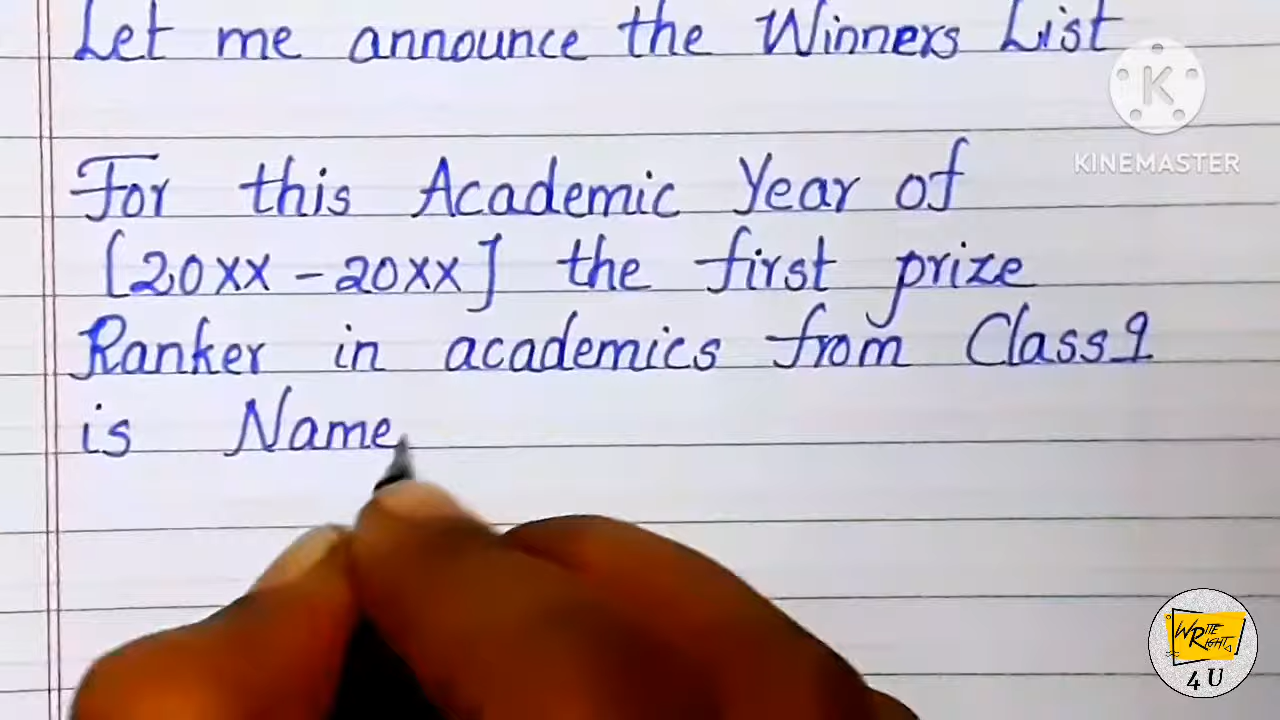 Let me announce the Winners List
For this Academic Year of
[20xx - 20xx] the first prize
Ranker in academics from Class 1
is Name
KINEMASTER
WRITE
RIGHT
4 U